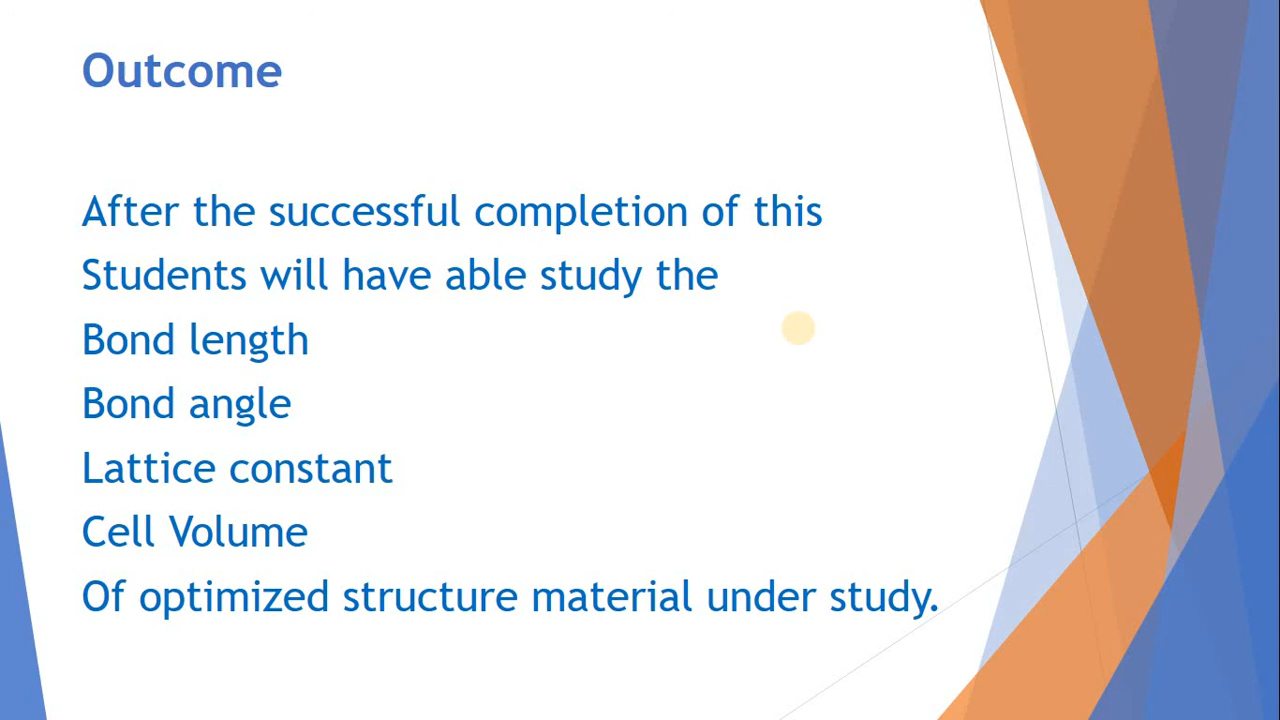 Outcome
After the successful completion of this
Students will have able study the
Bond length
Bond angle
Lattice constant
Cell Volume
Of optimized structure material under study.